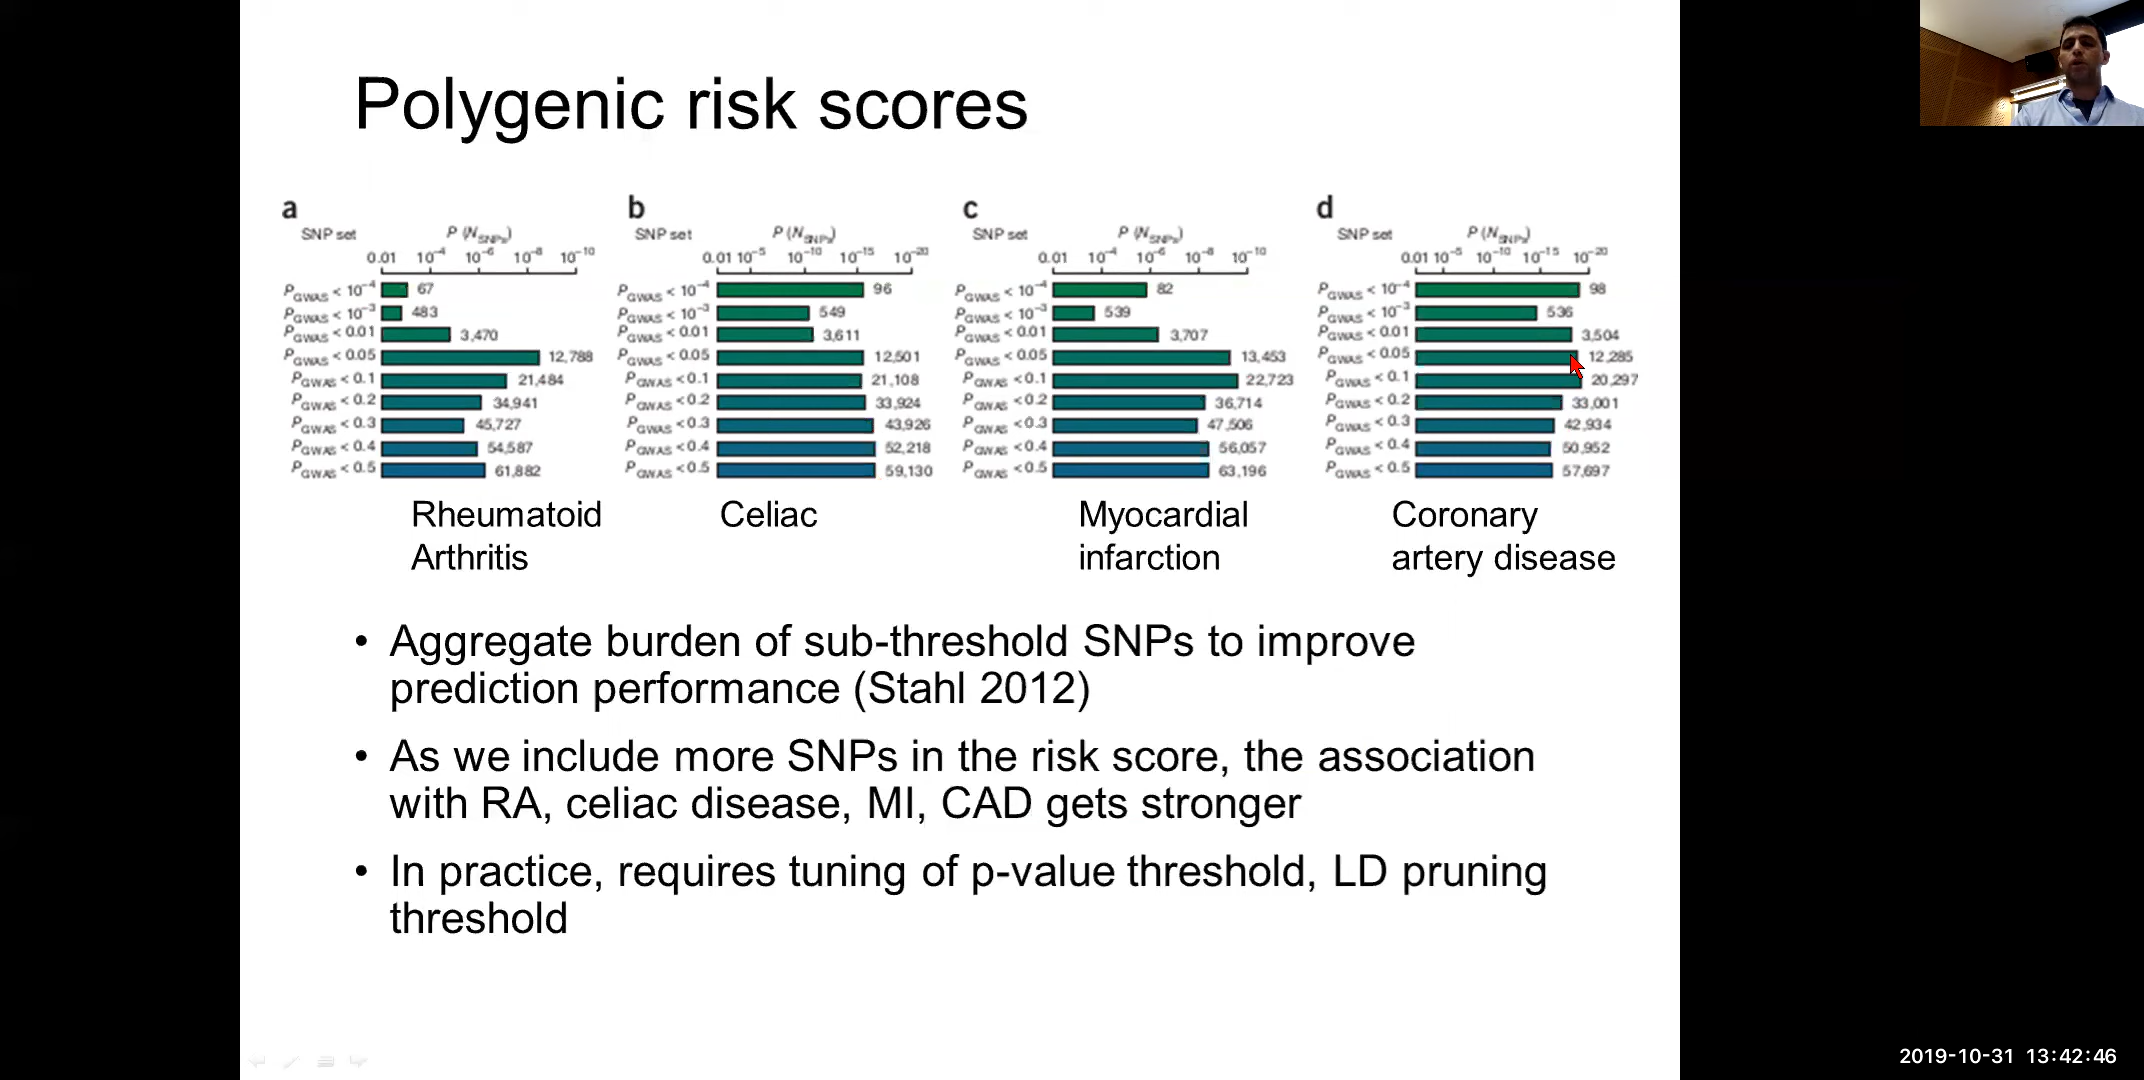 Polygenic risk scores
a
SNP set P (N_SNPs)
0.01 10⁻⁴ 10⁻⁶ 10⁻⁸ 10⁻¹⁰
P_GWAS < 10⁻⁴ 67
P_GWAS < 10⁻³ 483
P_GWAS < 0.01 3,470
P_GWAS < 0.05 12,788
P_GWAS < 0.1 21,484
P_GWAS < 0.2 34,941
P_GWAS < 0.3 45,727
P_GWAS < 0.4 54,587
P_GWAS < 0.5 61,882
Rheumatoid
Arthritis
b
SNP set P (N_SNPs)
0.01 10⁻⁵ 10⁻¹⁰ 10⁻¹⁵ 10⁻²⁰
P_GWAS < 10⁻⁴ 96
P_GWAS < 10⁻³ 549
P_GWAS < 0.01 3,611
P_GWAS < 0.05 12,501
P_GWAS < 0.1 21,108
P_GWAS < 0.2 33,924
P_GWAS < 0.3 43,926
P_GWAS < 0.4 52,218
P_GWAS < 0.5 59,130
Celiac
c
SNP set P (N_SNPs)
0.01 10⁻⁴ 10⁻⁶ 10⁻⁸ 10⁻¹⁰
P_GWAS < 10⁻⁴ 82
P_GWAS < 10⁻³ 539
P_GWAS < 0.01 3,707
P_GWAS < 0.05 13,453
P_GWAS < 0.1 22,723
P_GWAS < 0.2 36,714
P_GWAS < 0.3 47,506
P_GWAS < 0.4 56,057
P_GWAS < 0.5 63,196
Myocardial
infarction
d
SNP set P (N_SNPs)
0.01 10⁻⁵ 10⁻¹⁰ 10⁻¹⁵ 10⁻²⁰
P_GWAS < 10⁻⁴ 98
P_GWAS < 10⁻³ 536
P_GWAS < 0.01 3,504
P_GWAS < 0.05 12,285
P_GWAS < 0.1 20,297
P_GWAS < 0.2 33,001
P_GWAS < 0.3 42,934
P_GWAS < 0.4 50,952
P_GWAS < 0.5 57,697
Coronary
artery disease
• Aggregate burden of sub-threshold SNPs to improve
prediction performance (Stahl 2012)
• As we include more SNPs in the risk score, the association
with RA, celiac disease, MI, CAD gets stronger
• In practice, requires tuning of p-value threshold, LD pruning
threshold
2019-10-31 13:42:46